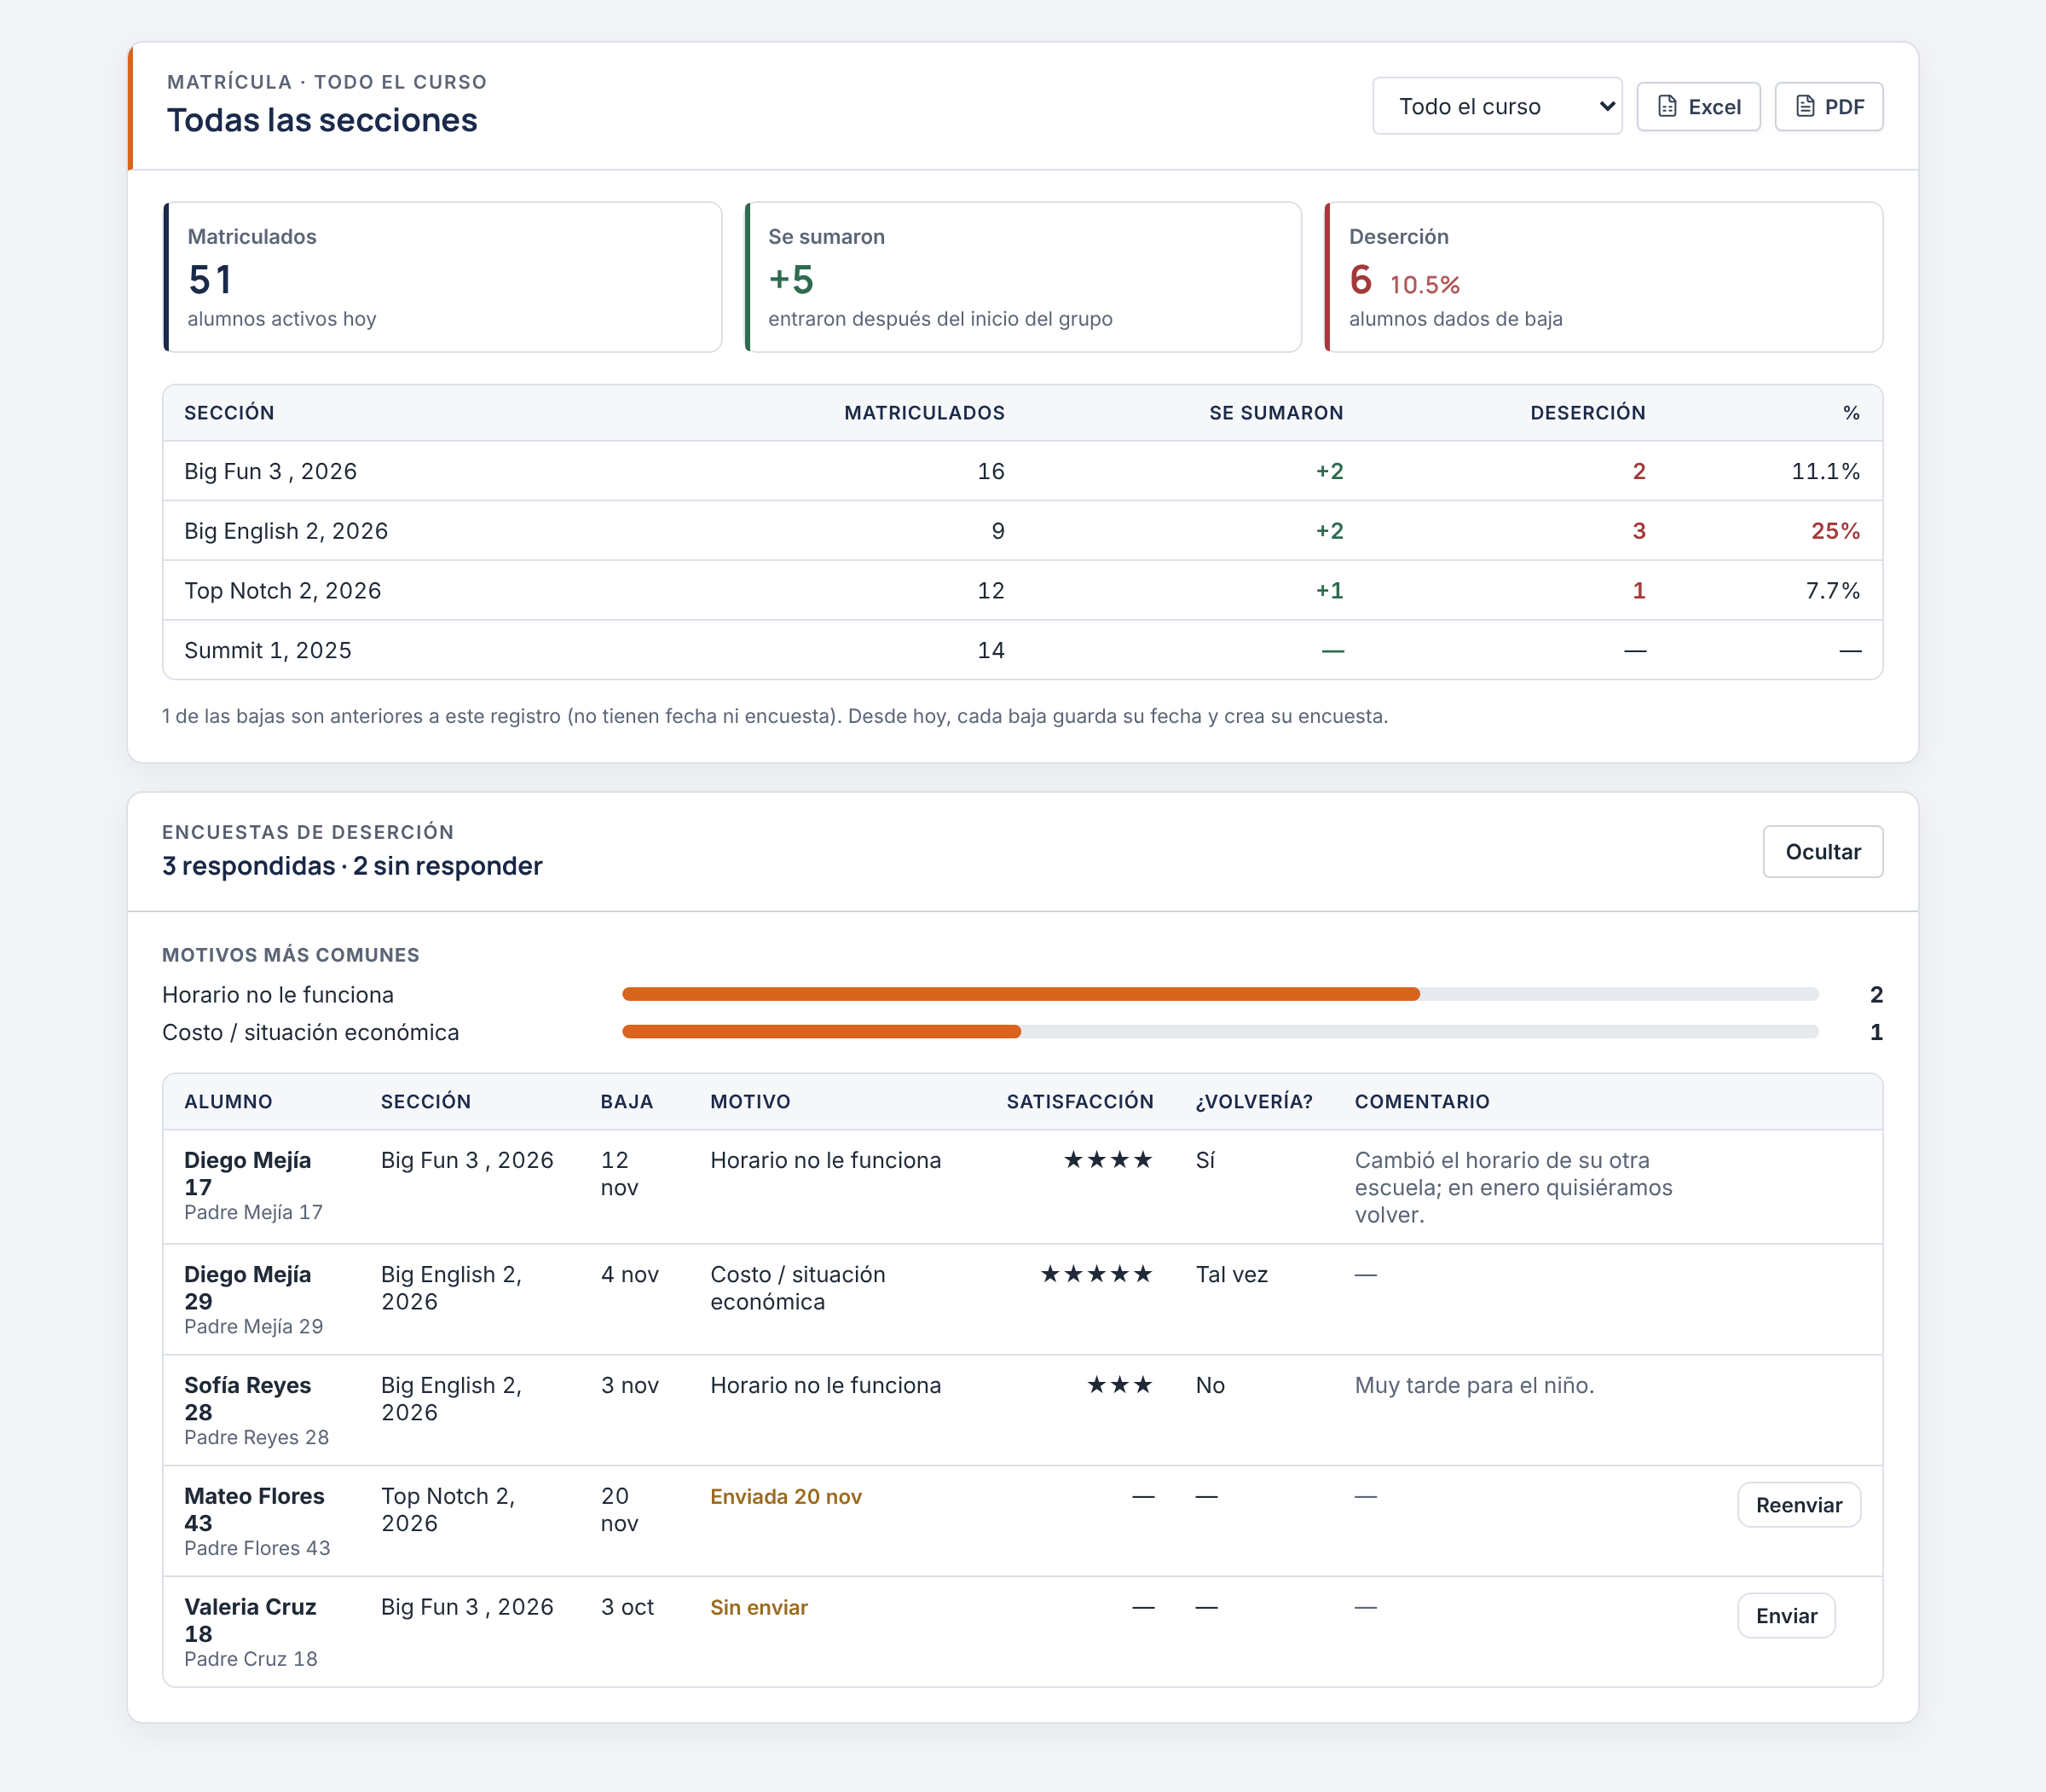 MATRÍCULA · TODO EL CURSO
Todas las secciones
Todo el curso
Excel
PDF
Matriculados
51
alumnos activos hoy
Se sumaron
+5
entraron después del inicio del grupo
Deserción
6 10.5%
alumnos dados de baja
SECCIÓN MATRICULADOS SE SUMARON DESERCIÓN %
Big Fun 3 , 2026 16 +2 2 11.1%
Big English 2, 2026 9 +2 3 25%
Top Notch 2, 2026 12 +1 1 7.7%
Summit 1, 2025 14 — — —
1 de las bajas son anteriores a este registro (no tienen fecha ni encuesta). Desde hoy, cada baja guarda su fecha y crea su encuesta.
ENCUESTAS DE DESERCIÓN
3 respondidas · 2 sin responder
Ocultar
MOTIVOS MÁS COMUNES
Horario no le funciona 2
Costo / situación económica 1
ALUMNO SECCIÓN BAJA MOTIVO SATISFACCIÓN ¿VOLVERÍA? COMENTARIO
Diego Mejía
17
Padre Mejía 17
Big Fun 3 , 2026
12
nov
Horario no le funciona
★★★★
Sí
Cambió el horario de su otra
escuela; en enero quisiéramos
volver.
Diego Mejía
29
Padre Mejía 29
Big English 2,
2026
4 nov
Costo / situación
económica
★★★★★
Tal vez
—
Sofía Reyes
28
Padre Reyes 28
Big English 2,
2026
3 nov
Horario no le funciona
★★★
No
Muy tarde para el niño.
Mateo Flores
43
Padre Flores 43
Top Notch 2,
2026
20
nov
Enviada 20 nov
—
—
—
Reenviar
Valeria Cruz
18
Padre Cruz 18
Big Fun 3 , 2026
3 oct
Sin enviar
—
—
—
Enviar